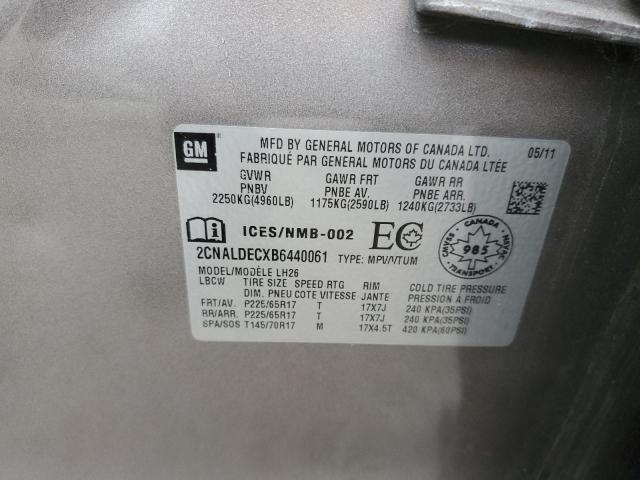 GM
MFD BY GENERAL MOTORS OF CANADA LTD. 05/11
FABRIQUÉ PAR GENERAL MOTORS DU CANADA LTÉE
GVWR GAWR FRT GAWR RR
PNBV PNBE AV. PNBE ARR.
2250KG(4960LB) 1175KG(2590LB) 1240KG(2733LB)
ICES/NMB-002 EC
CANADA
CMVSS 985 NSVAC
TRANSPORT
2CNALDECXB6440061 TYPE: MPV/VTUM
MODEL/MODÈLE LH26
LBCW TIRE SIZE SPEED RTG RIM COLD TIRE PRESSURE
DIM. PNEU COTE VITESSE JANTE PRESSION À FROID
FRT/AV. P225/65R17 T 17X7J 240 KPA(35PSI)
RR/ARR. P225/65R17 T 17X7J 240 KPA(35PSI)
SPA/SOS T145/70R17 M 17X4.5T 420 KPA(60PSI)